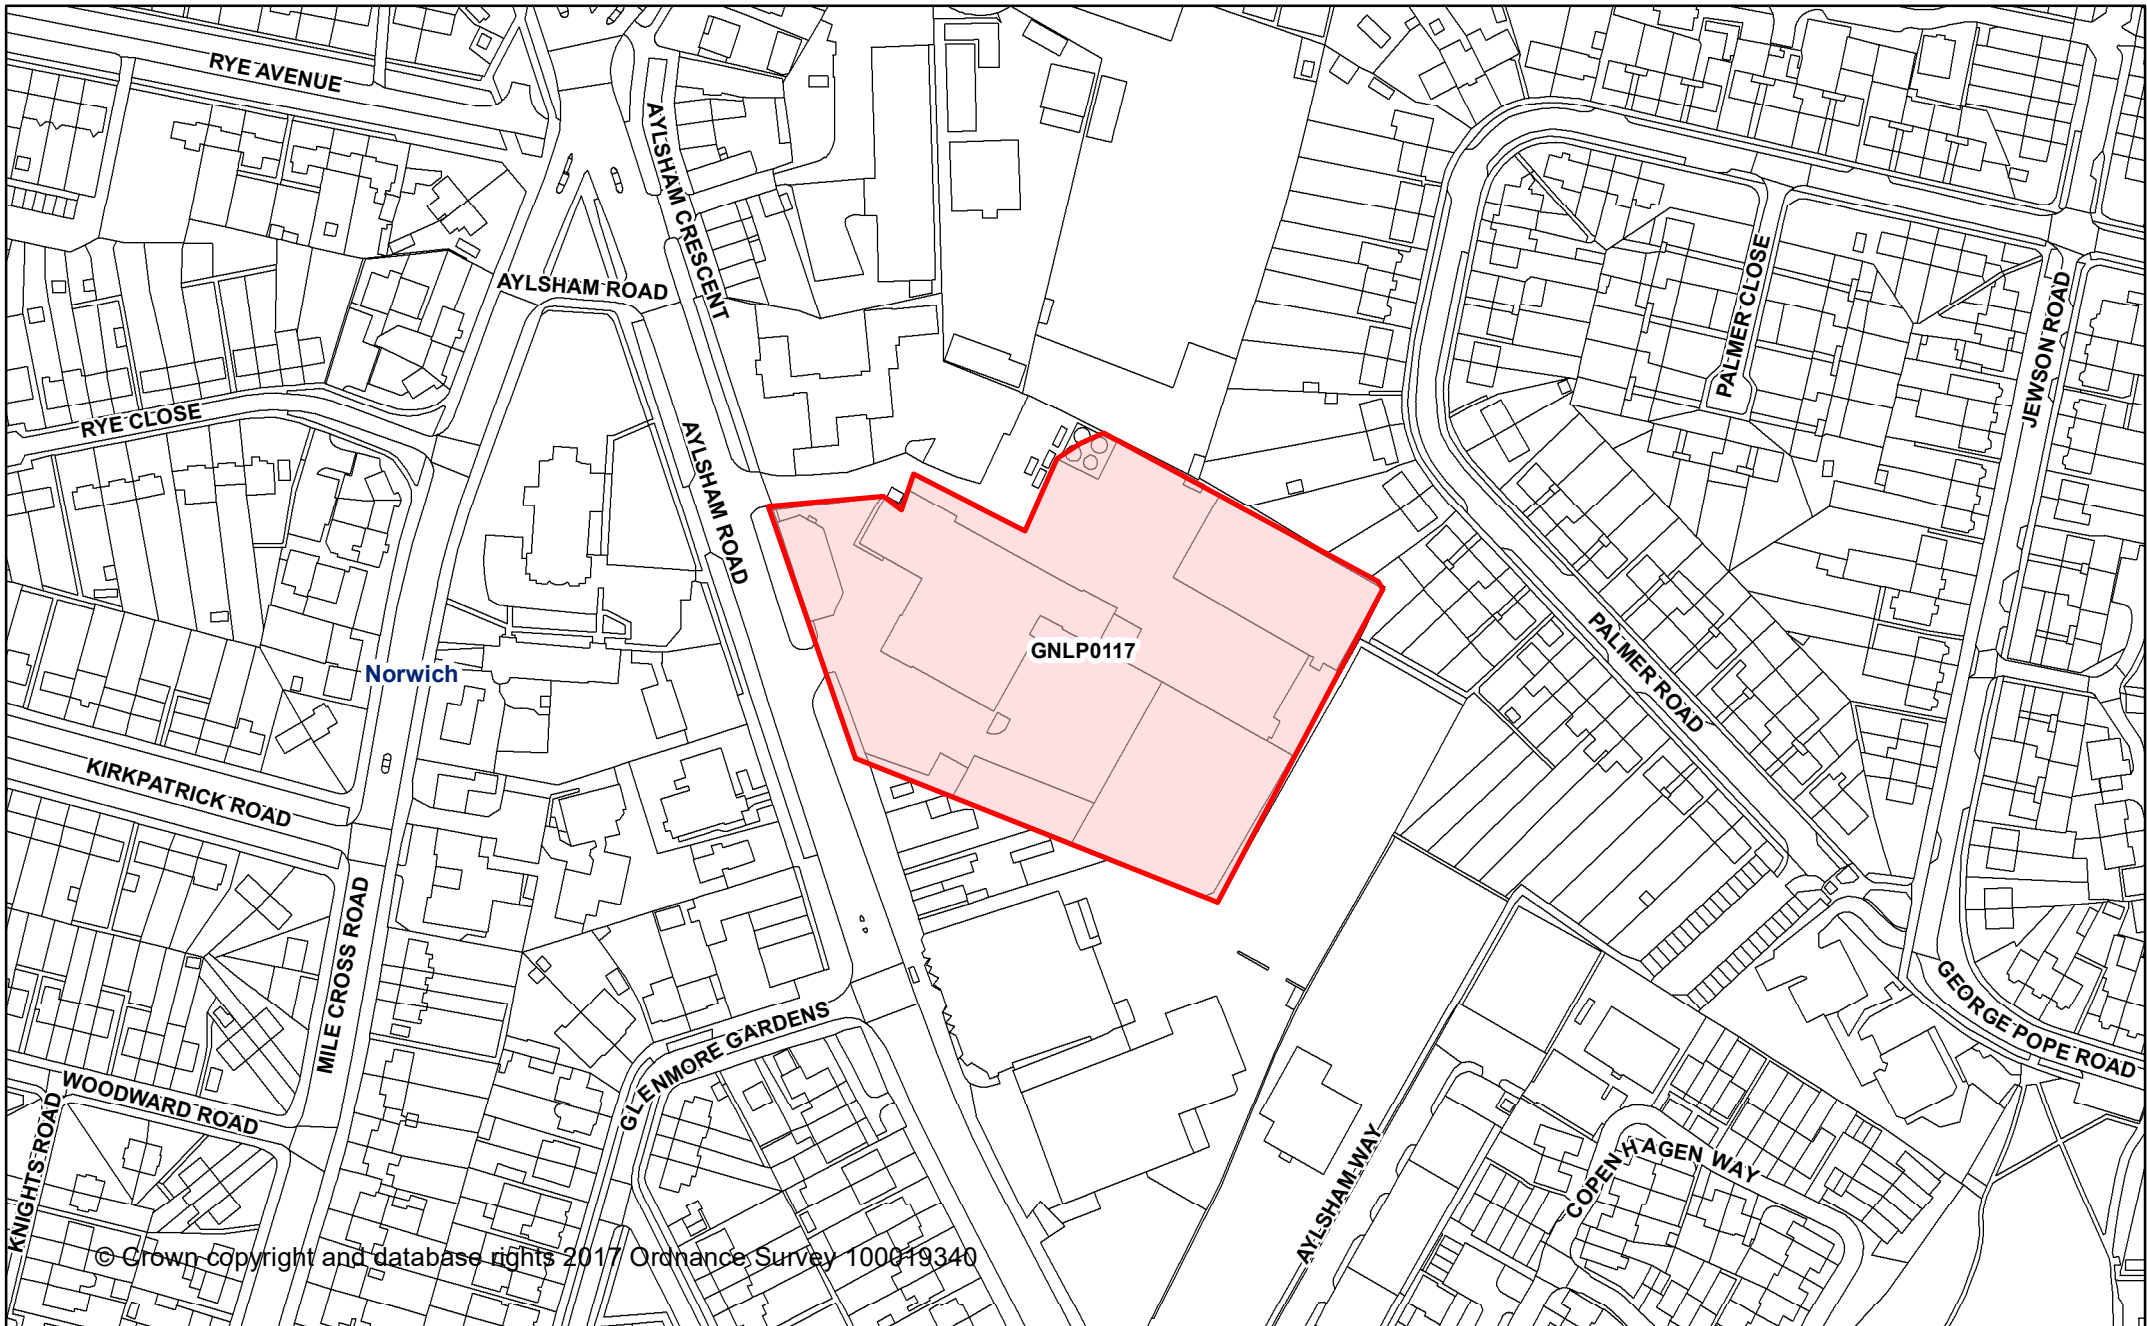 RYE AVENUE
AYLSHAM CRESCENT
AYLSHAM ROAD
PALMER CLOSE
JEWSON ROAD
RYE CLOSE
AYLSHAM ROAD
GNLP0117
Norwich
PALMER ROAD
KIRKPATRICK ROAD
MILE CROSS ROAD
GEORGE POPE ROAD
GLENMORE GARDENS
WOODWARD ROAD
KNIGHTS ROAD
AYLSHAM WAY
COPENHAGEN WAY
© Crown copyright and database rights 2017 Ordnance Survey 100019340